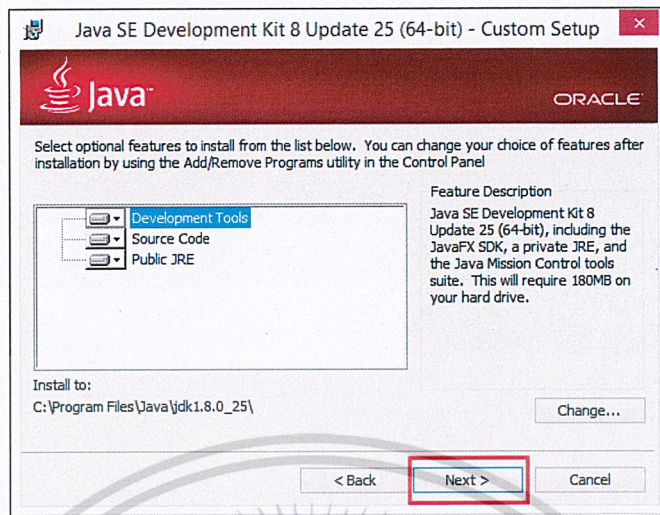 Java SE Development Kit 8 Update 25 (64-bit) - Custom Setup
Java™
ORACLE®
Select optional features to install from the list below. You can change your choice of features after
installation by using the Add/Remove Programs utility in the Control Panel
Development Tools
Source Code
Public JRE
Feature Description
Java SE Development Kit 8
Update 25 (64-bit), including the
JavaFX SDK, a private JRE, and
the Java Mission Control tools
suite. This will require 180MB on
your hard drive.
Install to:
C:\Program Files\Java\jdk1.8.0_25\
Change...
< Back
Next >
Cancel